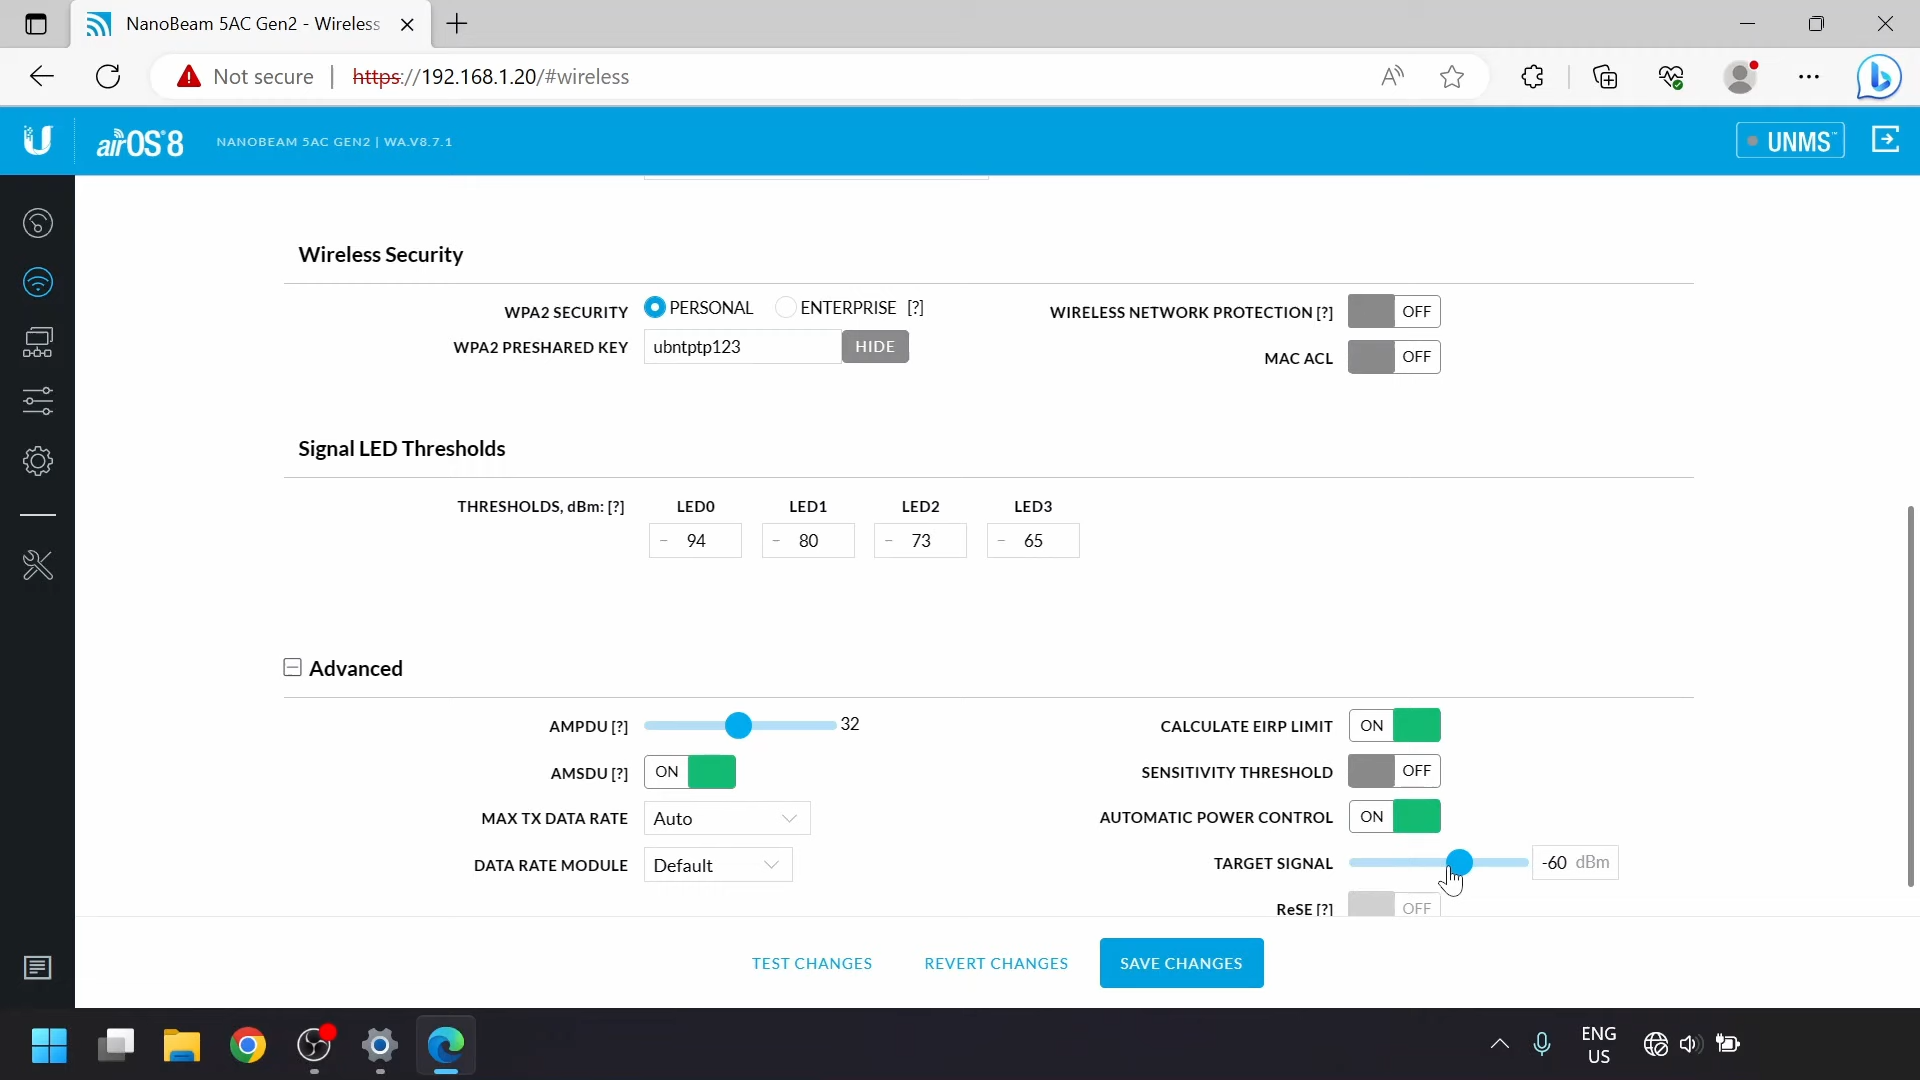 NanoBeam 5AC Gen2 - Wireless
Not secure | https://192.168.1.20/#wireless
airOS 8 NANOBEAM 5AC GEN2 | WA.V8.7.1 UNMS
Wireless Security
WPA2 SECURITY PERSONAL ENTERPRISE [?] WIRELESS NETWORK PROTECTION [?] OFF
WPA2 PRESHARED KEY ubntptp123 HIDE MAC ACL OFF
Signal LED Thresholds
THRESHOLDS, dBm: [?] LED0 LED1 LED2 LED3
- 94 - 80 - 73 - 65
Advanced
AMPDU [?] 32 CALCULATE EIRP LIMIT ON
AMSDU [?] ON SENSITIVITY THRESHOLD OFF
MAX TX DATA RATE Auto AUTOMATIC POWER CONTROL ON
DATA RATE MODULE Default TARGET SIGNAL -60 dBm
ReSE [?] OFF
TEST CHANGES REVERT CHANGES SAVE CHANGES
ENG
US